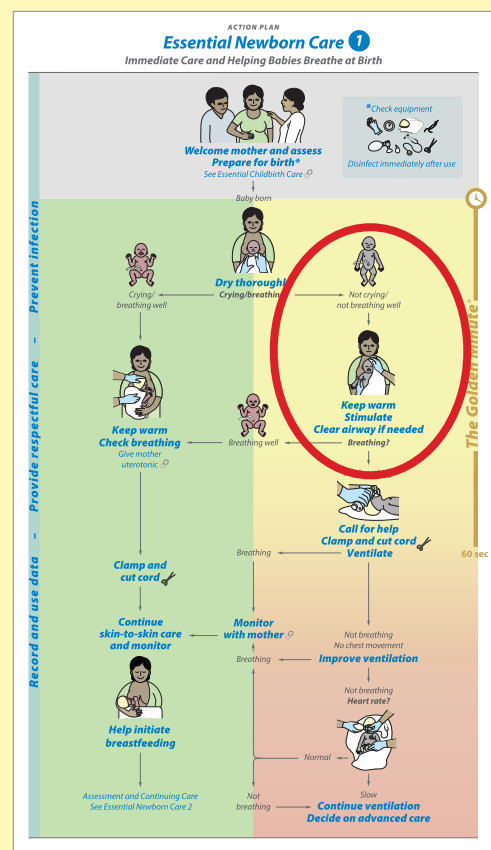 ACTION PLAN
Essential Newborn Care 1
Immediate Care and Helping Babies Breathe at Birth
*Check equipment
Disinfect immediately after use
Welcome mother and assess
Prepare for birth*
See Essential Childbirth Care
Baby born
Dry thoroughl
Crying/breathin
Crying/
breathing well
Not crying/
not breathing well
Keep warm
Stimulate
Clear airway if needed
Breathing?
Keep warm
Check breathing
Give mother
uterotonic
Breathing well
Call for help
Clamp and cut cord
Ventilate
Breathing
60 sec
The Golden Minute®
Clamp and
cut cord
Continue
skin-to-skin care
and monitor
Monitor
with mother
Not breathing
No chest movement
Breathing
Improve ventilation
Not breathing
Heart rate?
Help initiate
breastfeeding
Normal
Slow
Assessment and Continuing Care
See Essential Newborn Care 2
Not
breathing
Continue ventilation
Decide on advanced care
Record and use data – Provide respectful care – Prevent infection